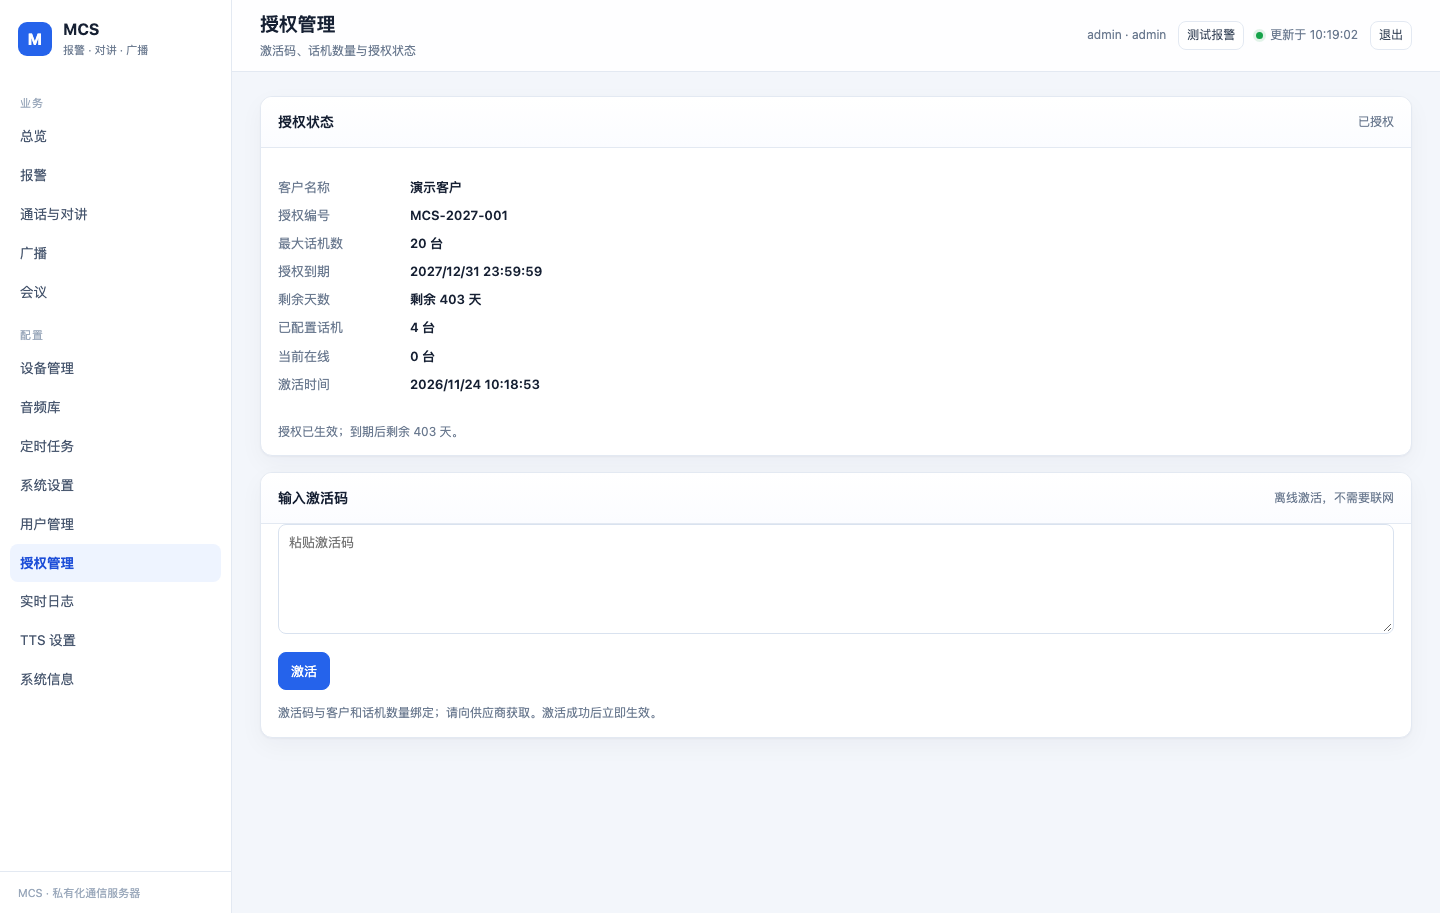 M
MCS
报警 · 对讲 · 广播
业务
总览
报警
通话与对讲
广播
会议
配置
设备管理
音频库
定时任务
系统设置
用户管理
授权管理
实时日志
TTS 设置
系统信息
MCS · 私有化通信服务器
授权管理
激活码、话机数量与授权状态
admin · admin 测试报警 更新于 10:19:02 退出
授权状态 已授权
客户名称 演示客户
授权编号 MCS-2027-001
最大话机数 20 台
授权到期 2027/12/31 23:59:59
剩余天数 剩余 403 天
已配置话机 4 台
当前在线 0 台
激活时间 2026/11/24 10:18:53
授权已生效；到期后剩余 403 天。
输入激活码 离线激活，不需要联网
粘贴激活码
激活
激活码与客户和话机数量绑定；请向供应商获取。激活成功后立即生效。